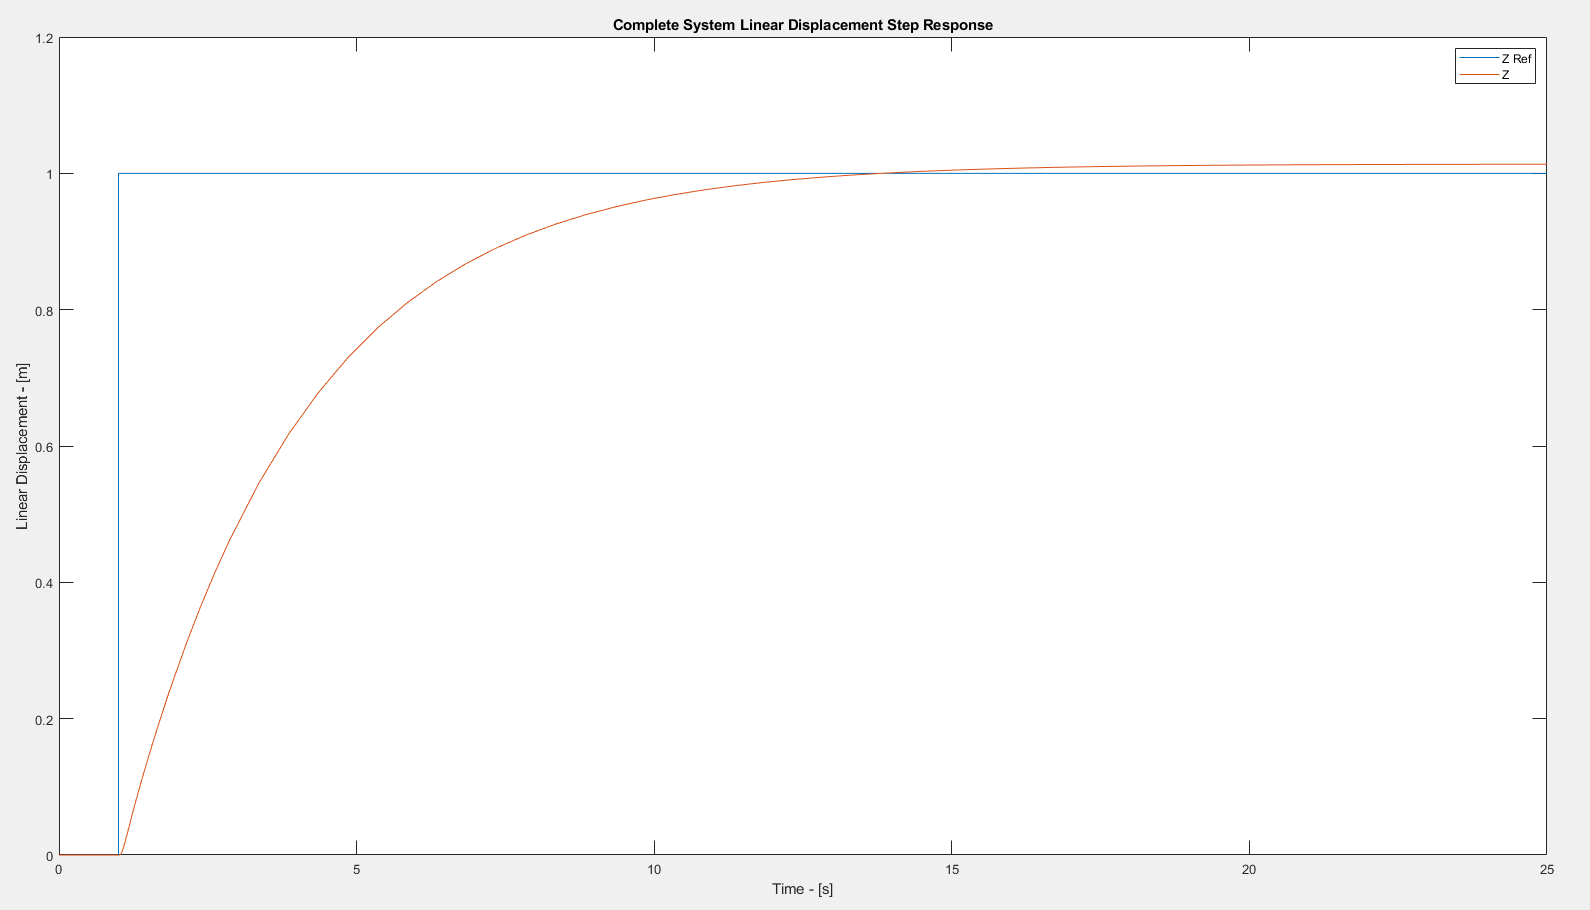 Complete System Linear Displacement Step Response
Z Ref
Z
1.2
1
0.8
0.6
0.4
0.2
0
Linear Displacement - [m]
0 5 10 15 20 25
Time - [s]